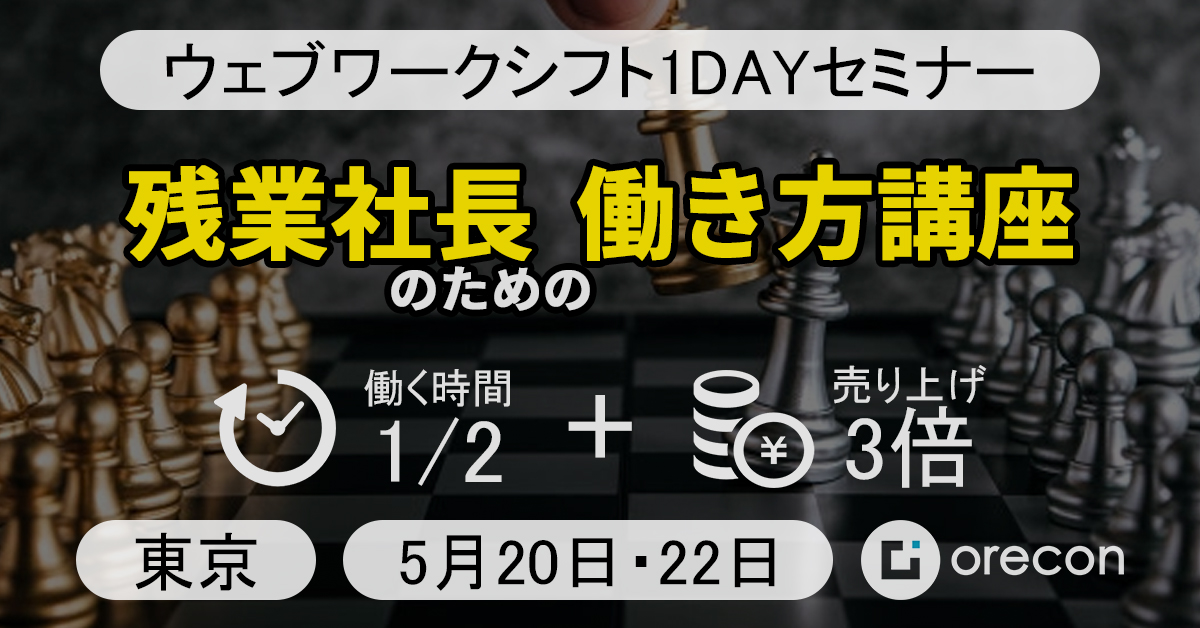 ウェブワークシフト1DAYセミナー
残業社長 働き方講座
のための
働く時間
1/2
+
¥
売り上げ
3倍
東京
5月20日・22日
orecon